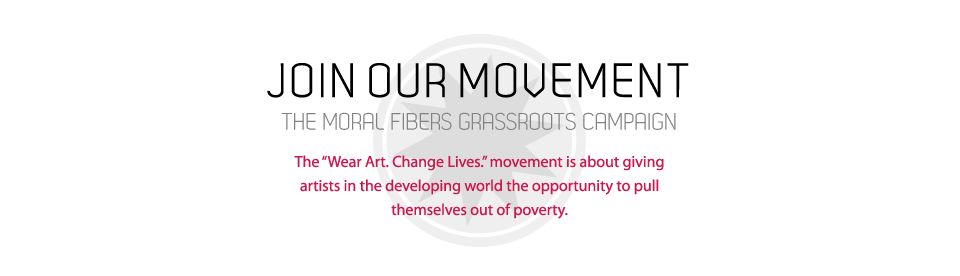 JOIN OUR MOVEMENT
THE MORAL FIBERS GRASSROOTS CAMPAIGN
The “Wear Art. Change Lives.” movement is about giving
artists in the developing world the opportunity to pull
themselves out of poverty.